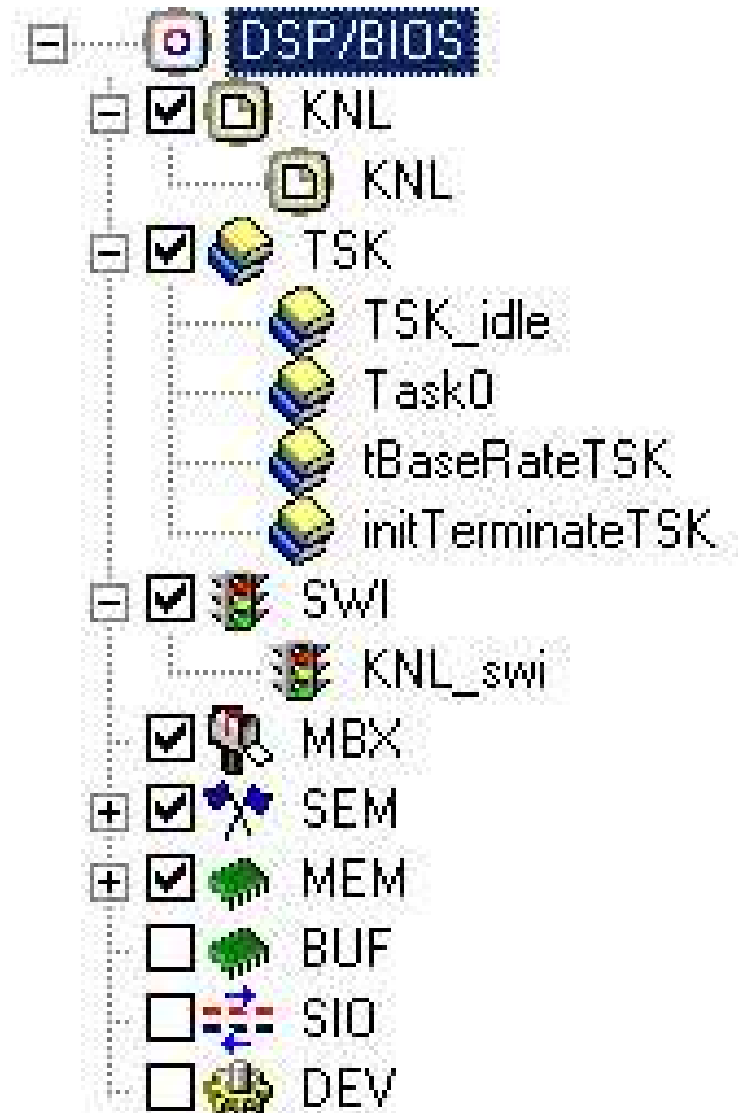 DSP/BIOS
KNL
KNL
TSK
TSK_idle
Task0
tBaseRateTSK
initTerminateTSK
SWI
KNL_swi
MBX
SEM
MEM
BUF
SIO
DEV